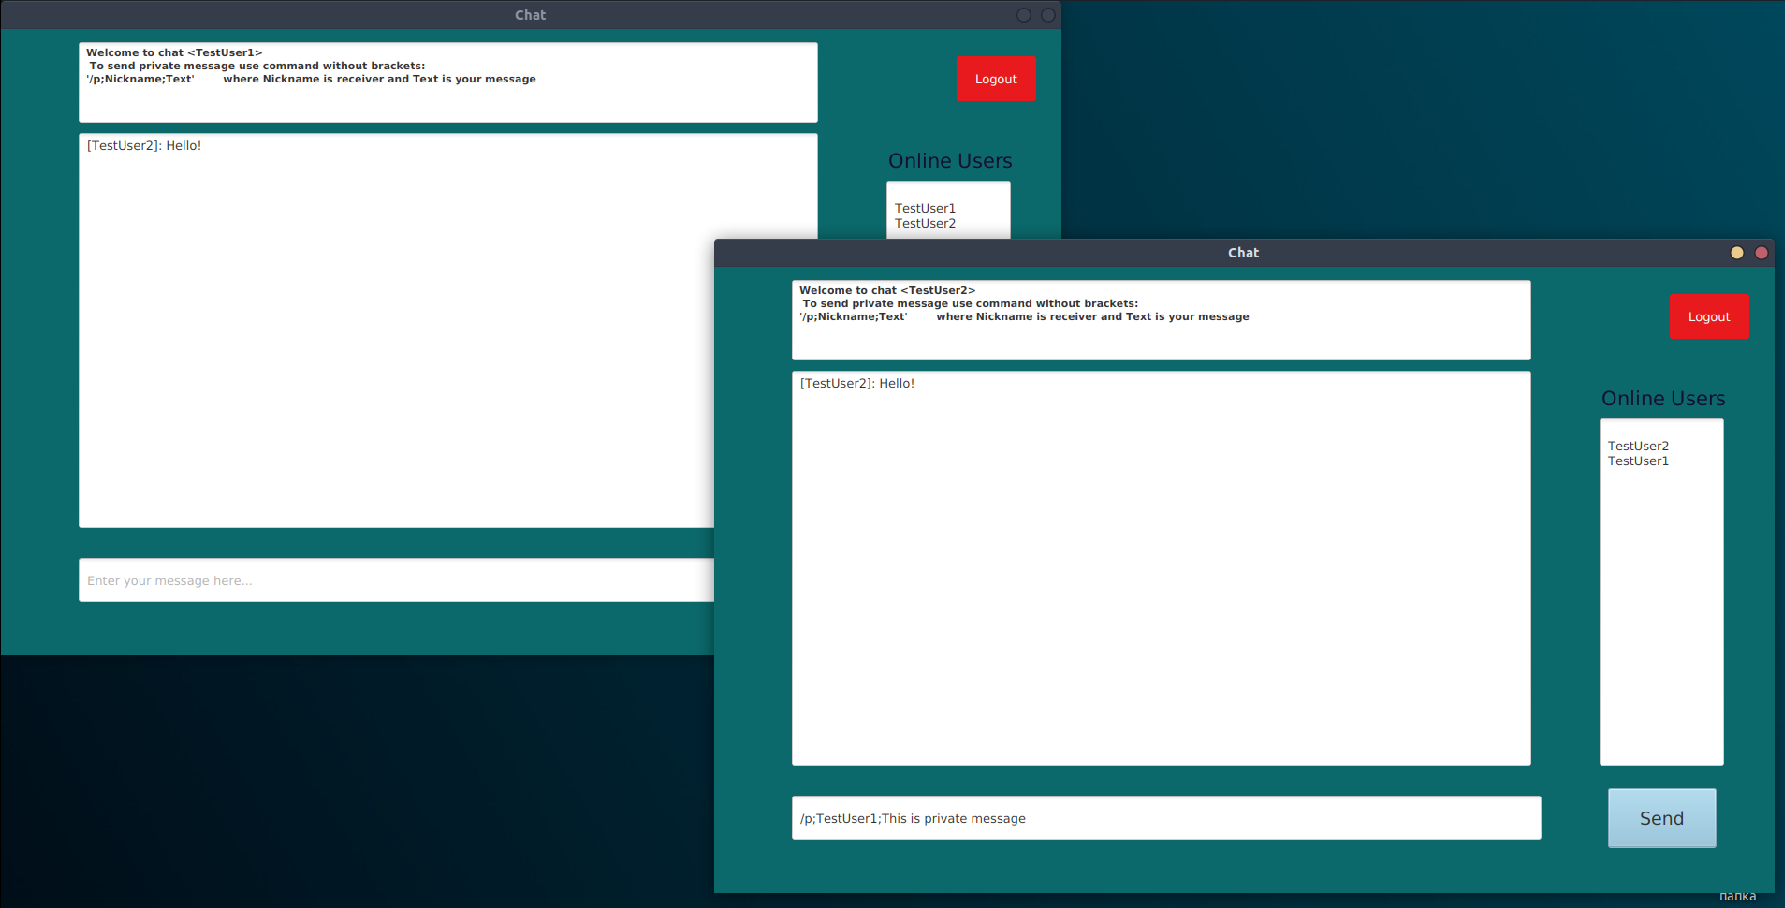 Chat
Welcome to chat <TestUser1>
To send private message use command without brackets:
'/p;Nickname;Text' where Nickname is receiver and Text is your message
Logout
[TestUser2]: Hello!
Online Users
TestUser1
TestUser2
Enter your message here...
Chat
Welcome to chat <TestUser2>
To send private message use command without brackets:
'/p;Nickname;Text' where Nickname is receiver and Text is your message
Logout
[TestUser2]: Hello!
Online Users
TestUser2
TestUser1
/p;TestUser1;This is private message
Send